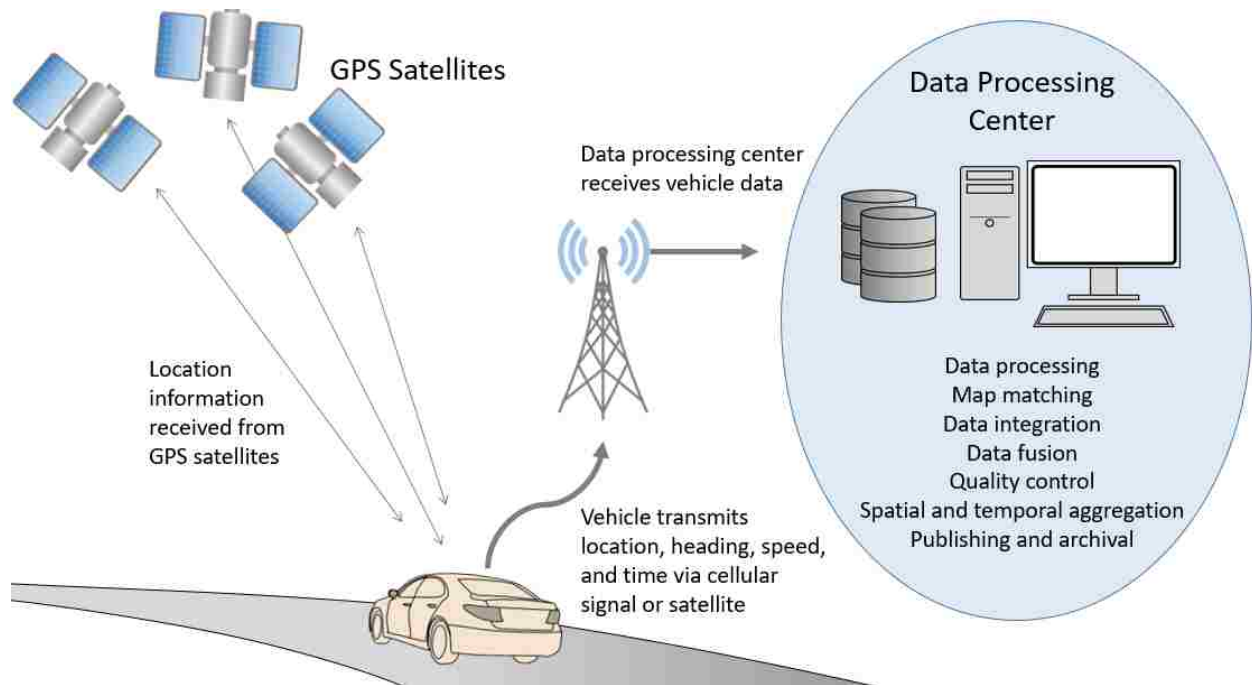 GPS Satellites
Location
information
received from
GPS satellites
Data processing center
receives vehicle data
Vehicle transmits
location, heading, speed,
and time via cellular
signal or satellite
Data Processing
Center
Data processing
Map matching
Data integration
Data fusion
Quality control
Spatial and temporal aggregation
Publishing and archival